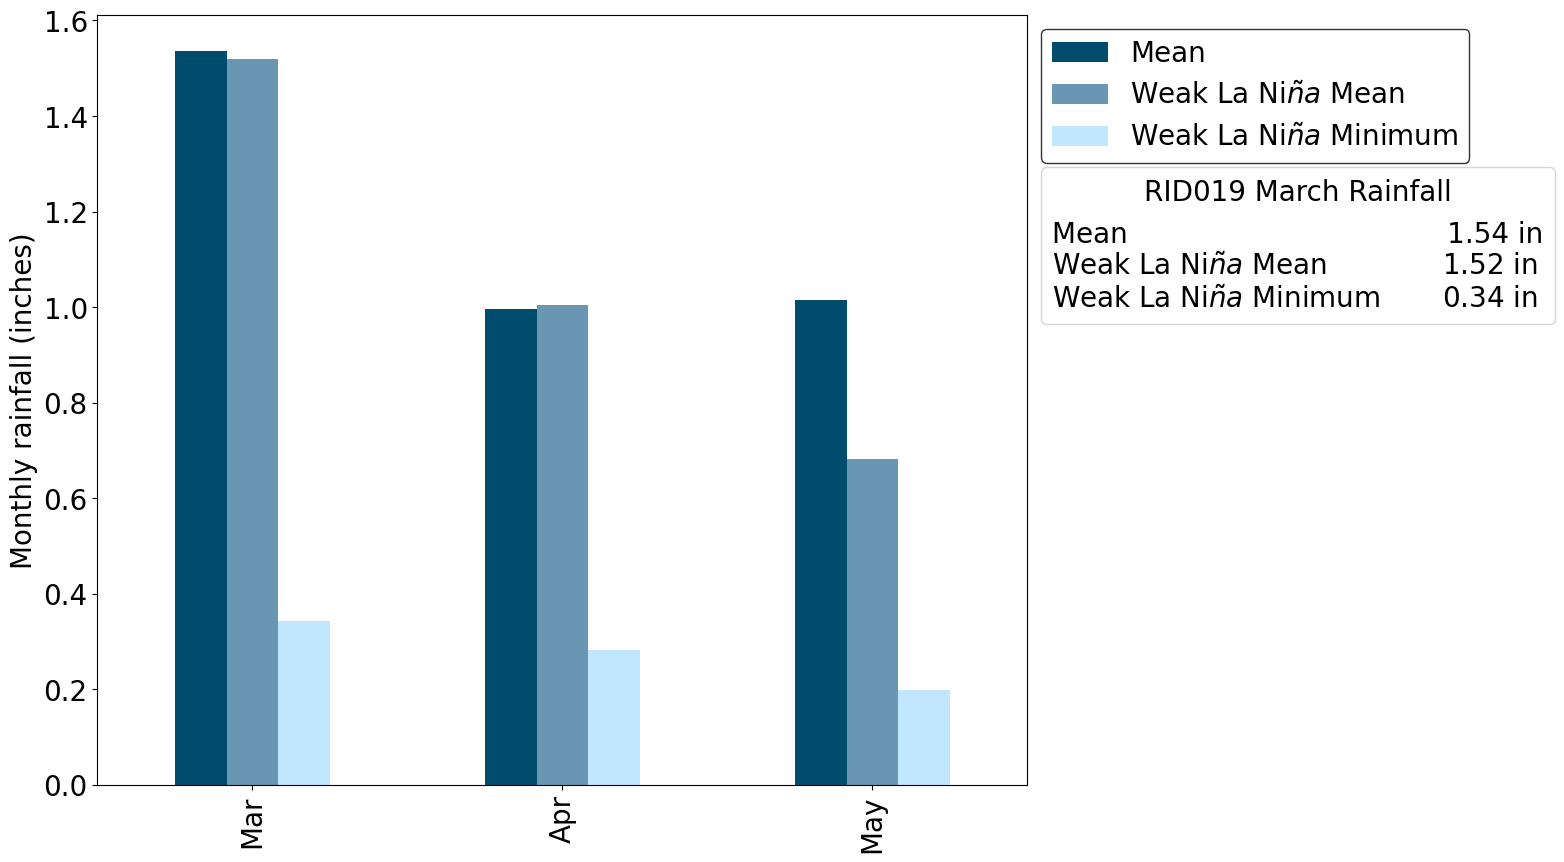 Monthly rainfall (inches)
1.6
1.4
1.2
1.0
0.8
0.6
0.4
0.2
0.0
Mar
Apr
May
Mean
Weak La Niña Mean
Weak La Niña Minimum
RID019 March Rainfall
Mean 1.54 in
Weak La Niña Mean 1.52 in
Weak La Niña Minimum 0.34 in